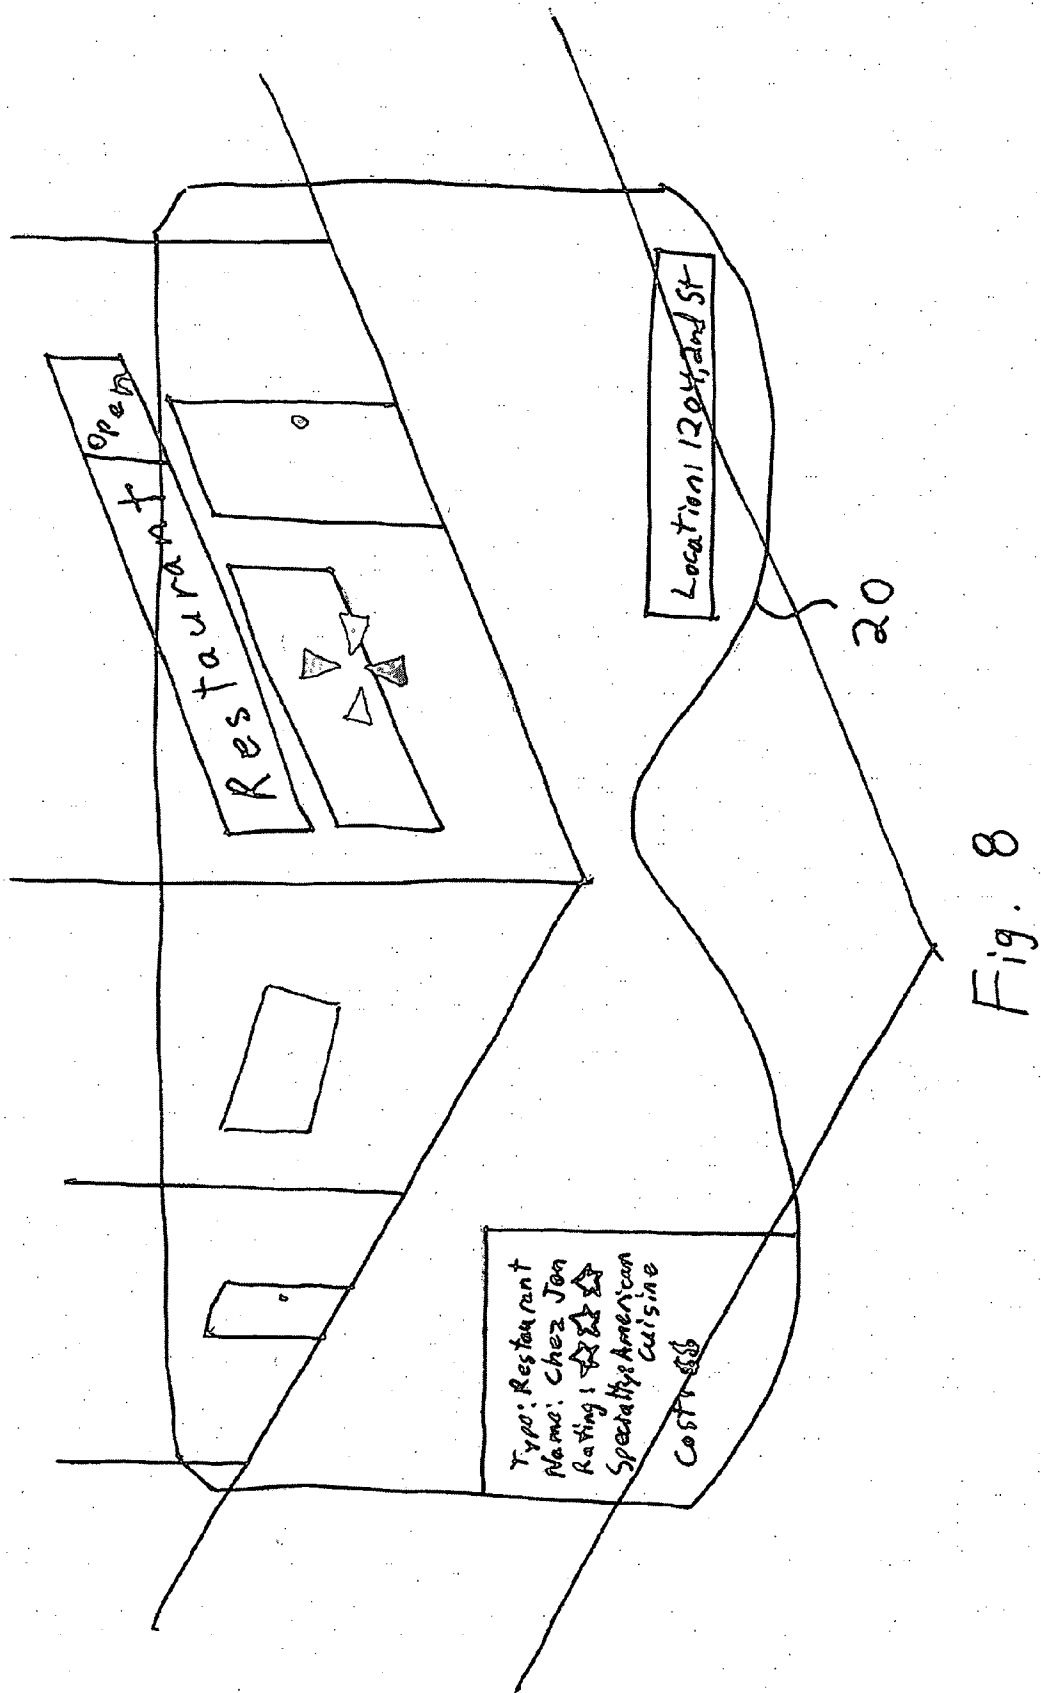 Restaurant
Open
Type: Restaurant
Name: Chez Jon
Rating: ☆☆☆
Specialty: American
cuisine
Cost: $$$
Location: 1204, 2nd St
20
Fig. 8